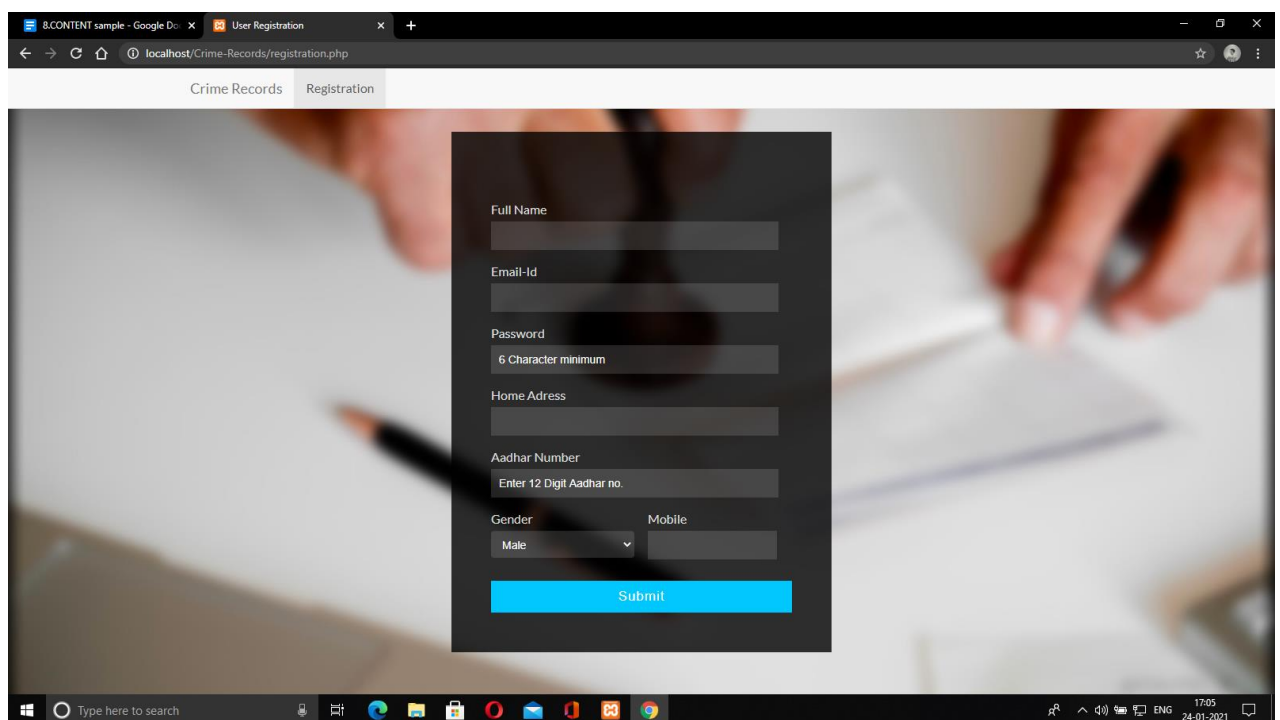 8.CONTENT sample - Google Do
User Registration
localhost/Crime-Records/registration.php
Crime Records
Registration
Full Name
Email-Id
Password
6 Character minimum
Home Adress
Aadhar Number
Enter 12 Digit Aadhar no.
Gender
Mobile
Male
Submit
Type here to search
ENG
17:05
24-01-2021